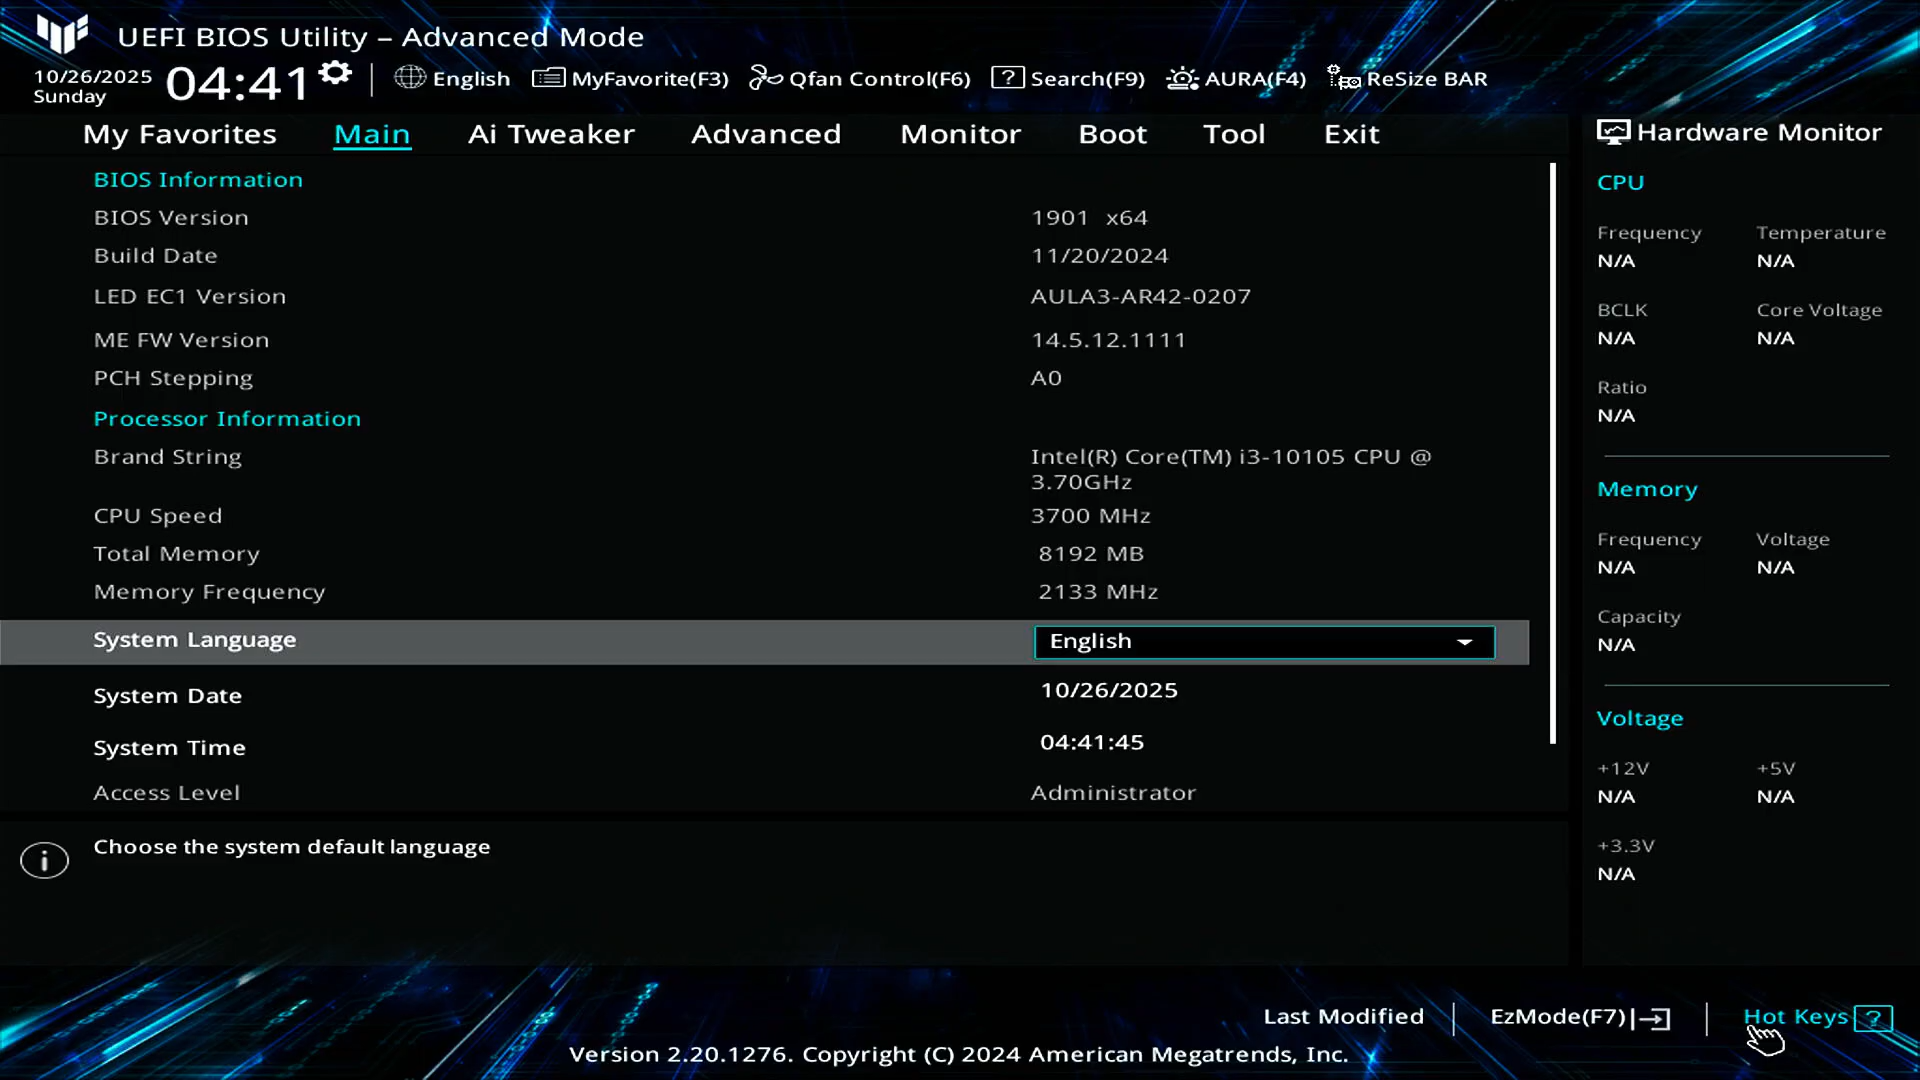 UEFI BIOS Utility – Advanced Mode
10/26/2025
Sunday
04:41
English
MyFavorite(F3)
Qfan Control(F6)
Search(F9)
AURA(F4)
ReSize BAR
My Favorites
Main
Ai Tweaker
Advanced
Monitor
Boot
Tool
Exit
BIOS Information
BIOS Version 1901 x64
Build Date 11/20/2024
LED EC1 Version AULA3-AR42-0207
ME FW Version 14.5.12.1111
PCH Stepping A0
Processor Information
Brand String Intel(R) Core(TM) i3-10105 CPU @
3.70GHz
CPU Speed 3700 MHz
Total Memory 8192 MB
Memory Frequency 2133 MHz
System Language English
System Date 10/26/2025
System Time 04:41:45
Access Level Administrator
Choose the system default language
Hardware Monitor
CPU
Frequency Temperature
N/A N/A
BCLK Core Voltage
N/A N/A
Ratio
N/A
Memory
Frequency Voltage
N/A N/A
Capacity
N/A
Voltage
+12V +5V
N/A N/A
+3.3V
N/A
Last Modified
EzMode(F7)
Hot Keys ?
Version 2.20.1276. Copyright (C) 2024 American Megatrends, Inc.